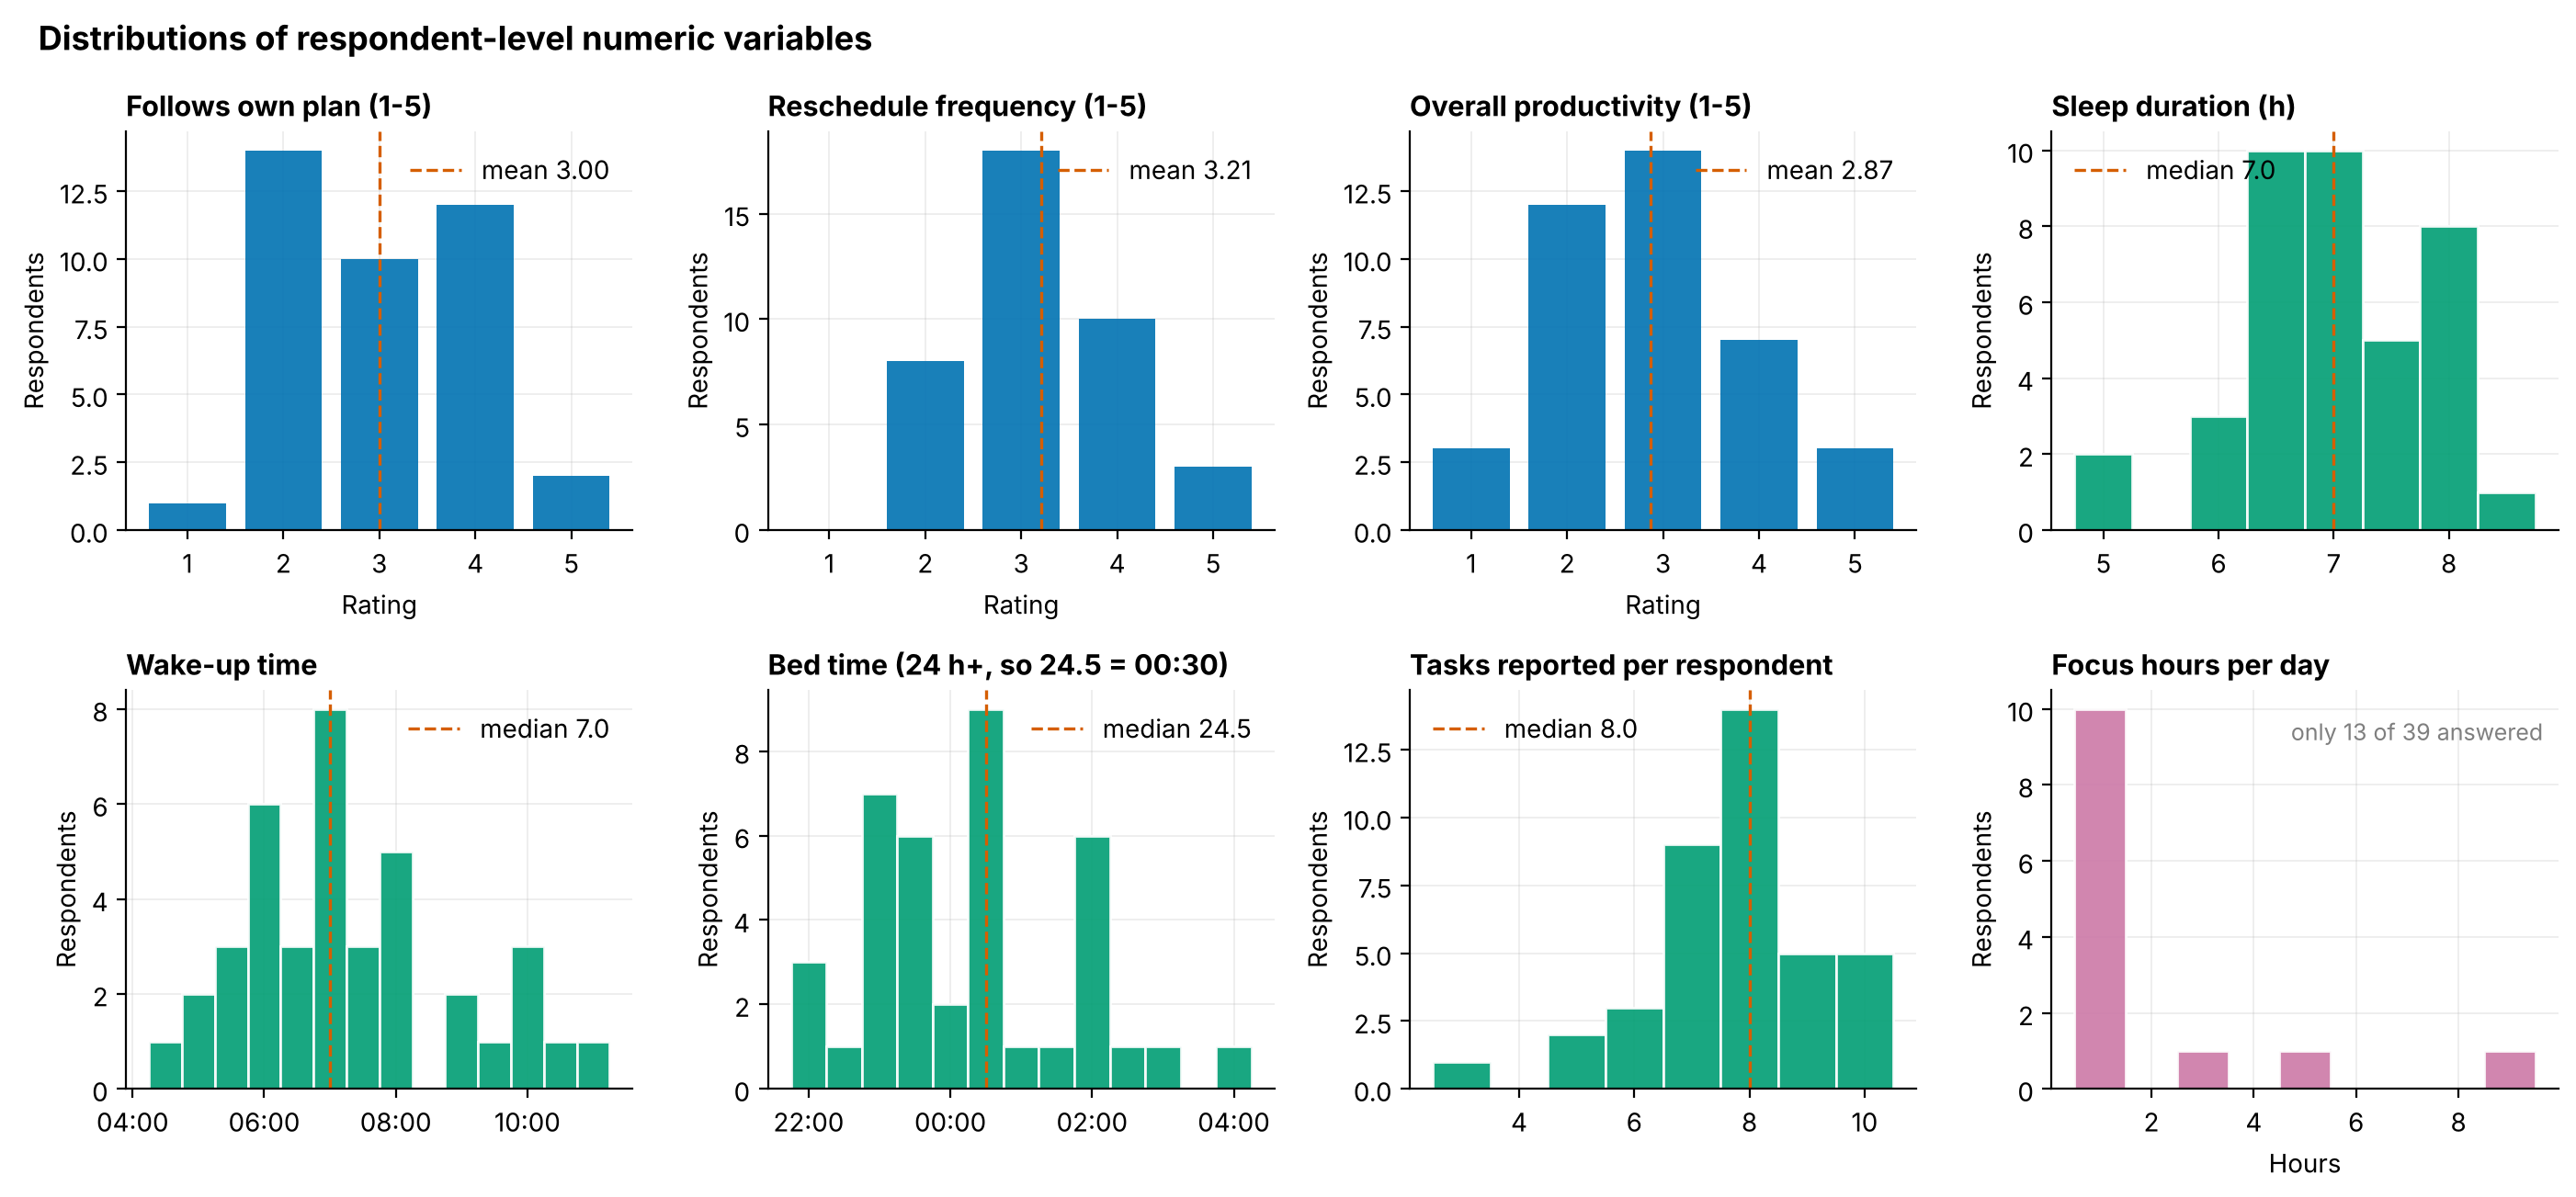 Distributions of respondent-level numeric variables
Follows own plan (1-5)
mean 3.00
Respondents
12.5
10.0
7.5
5.0
2.5
0.0
1 2 3 4 5
Rating
Reschedule frequency (1-5)
mean 3.21
Respondents
15
10
5
0
1 2 3 4 5
Rating
Overall productivity (1-5)
mean 2.87
Respondents
12.5
10.0
7.5
5.0
2.5
0.0
1 2 3 4 5
Rating
Sleep duration (h)
median 7.0
Respondents
10
8
6
4
2
0
5 6 7 8
Wake-up time
median 7.0
Respondents
8
6
4
2
0
04:00 06:00 08:00 10:00
Bed time (24 h+, so 24.5 = 00:30)
median 24.5
Respondents
8
6
4
2
0
22:00 00:00 02:00 04:00
Tasks reported per respondent
median 8.0
Respondents
12.5
10.0
7.5
5.0
2.5
0.0
4 6 8 10
Focus hours per day
only 13 of 39 answered
Respondents
10
8
6
4
2
0
2 4 6 8
Hours